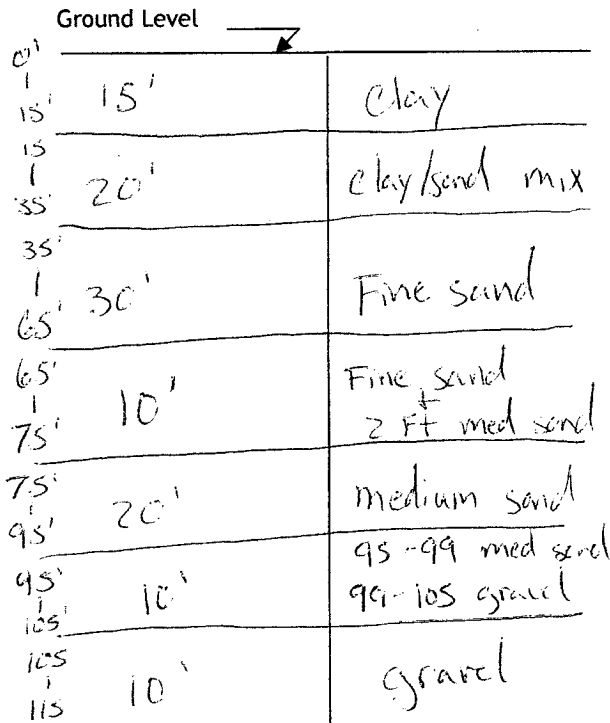 Ground Level
0'
|
15' 15' Clay
15
|
35' 20' Clay/sand mix
35'
|
65' 30' Fine sand
65'
|
75' 10' Fine sand
+
2 Ft med sand
75'
95' 20' medium sand
95'
|
105' 10' 95-99 med sand
99-105 gravel
105
|
115 10' gravel